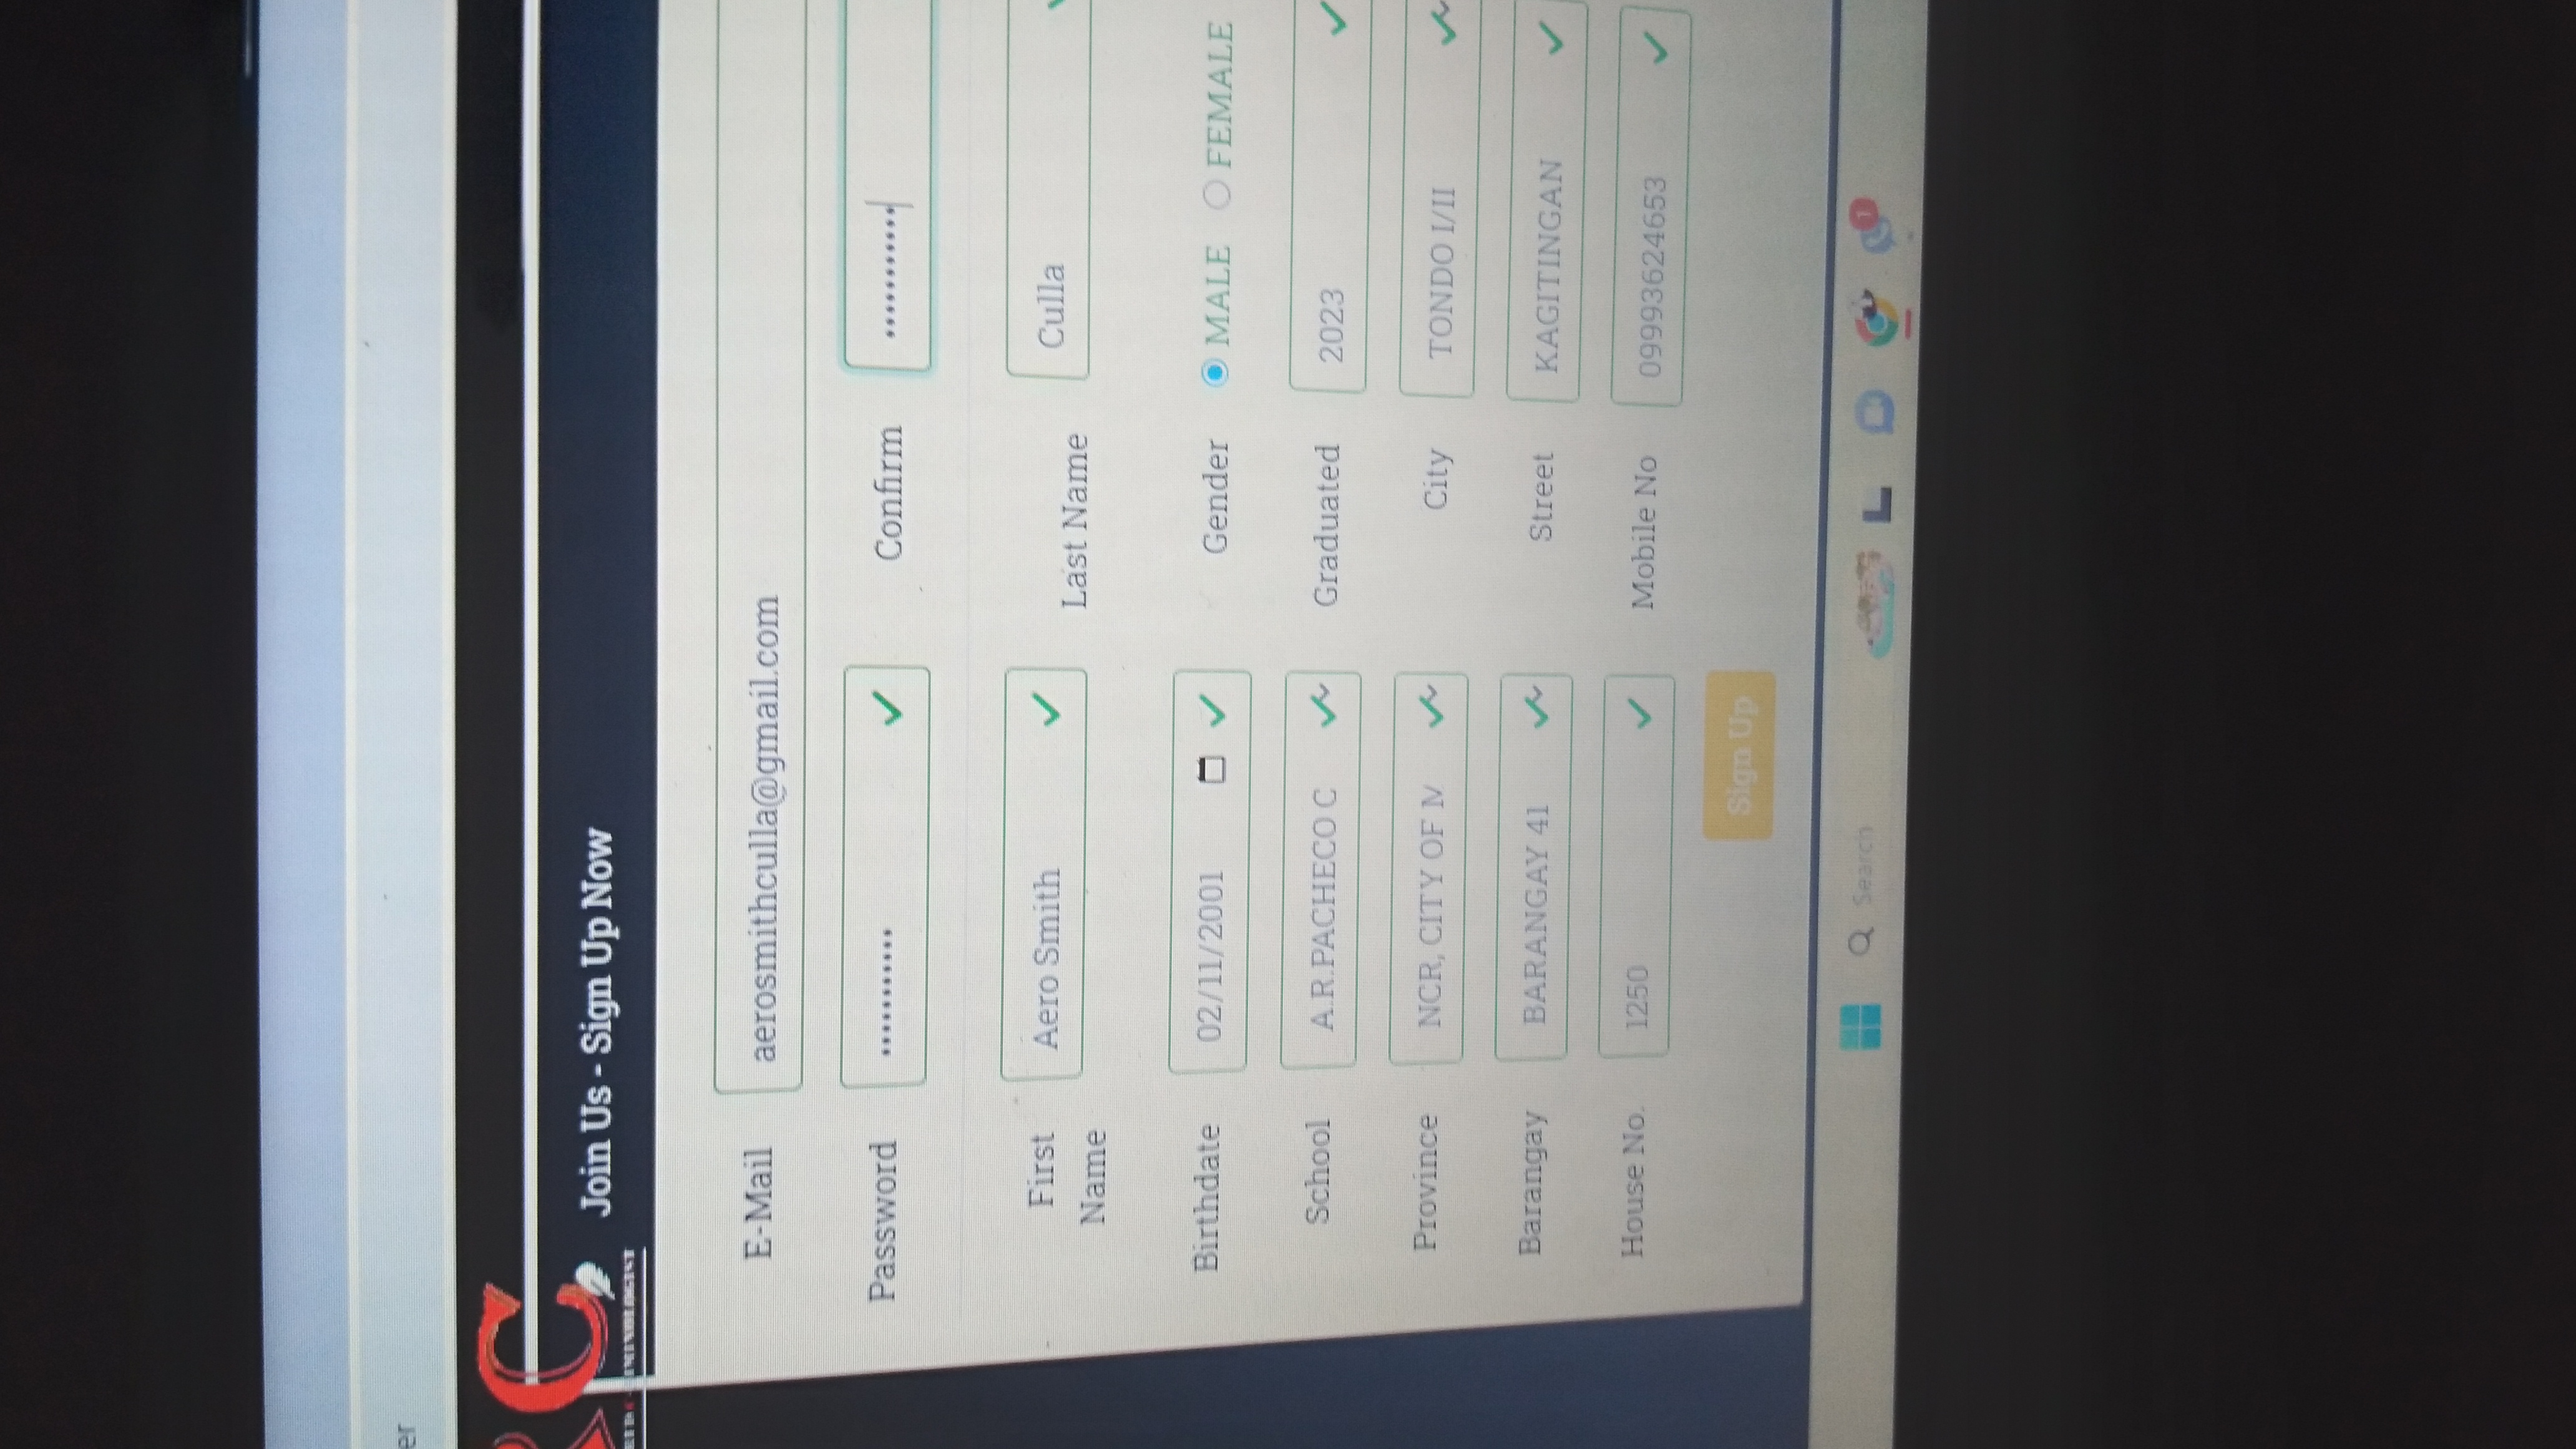 er
C
IMINOLOGIST
Join Us - Sign Up Now
E-Mail aerosmithculla@gmail.com
Password ••••••••••• Confirm •••••••••••
First Name Aero Smith Last Name Culla
Birthdate 02/11/2001 Gender MALE FEMALE
School A.R.PACHECO C Graduated 2023
Province NCR, CITY OF M City TONDO I/II
Barangay BARANGAY 41 Street KAGITINGAN
House No. 1250 Mobile No 09993624653
Sign Up
Search
1